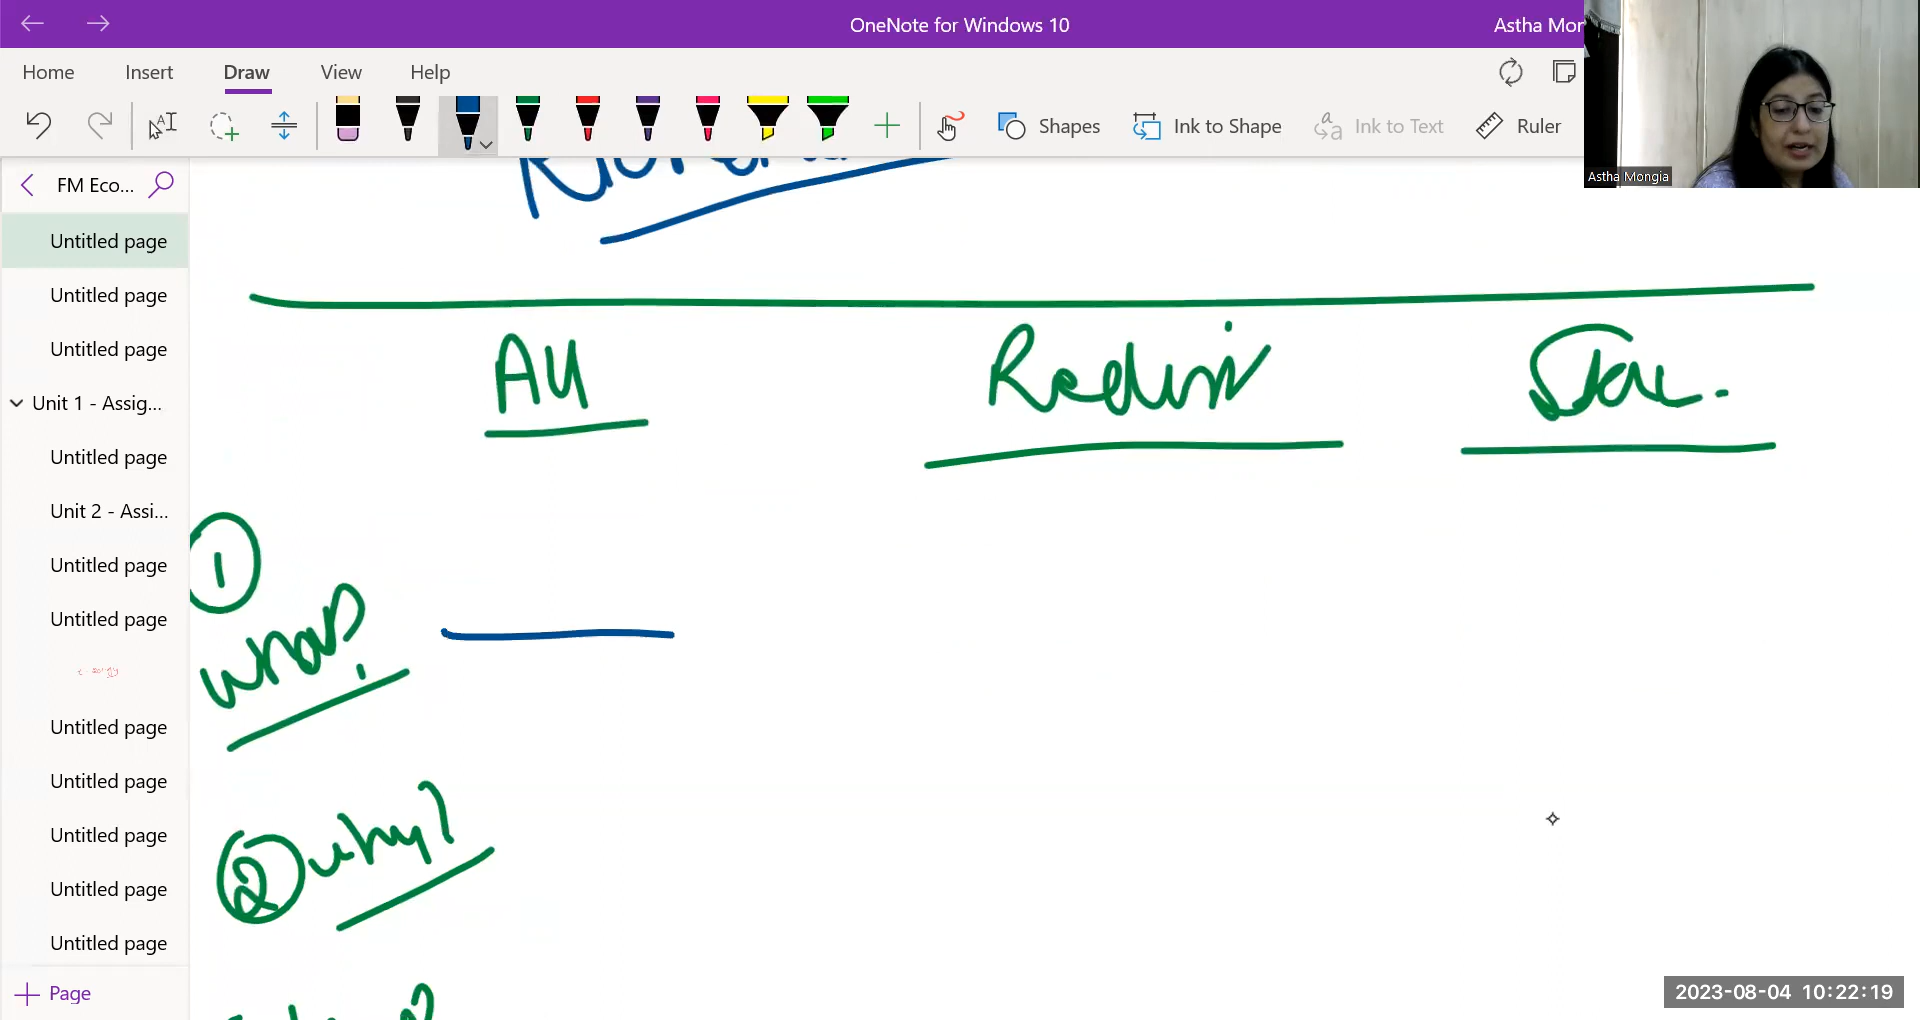 OneNote for Windows 10
Astha Mon
Home Insert Draw View Help
Shapes Ink to Shape Ink to Text Ruler
Astha Mongia
FM Eco...
Untitled page
Untitled page
Untitled page
Unit 1 - Assig...
Untitled page
Unit 2 - Assi...
Untitled page
Untitled page
Untitled page
Untitled page
Untitled page
Untitled page
Untitled page
Page
All
① What?
② Why?
2023-08-04 10:22:19